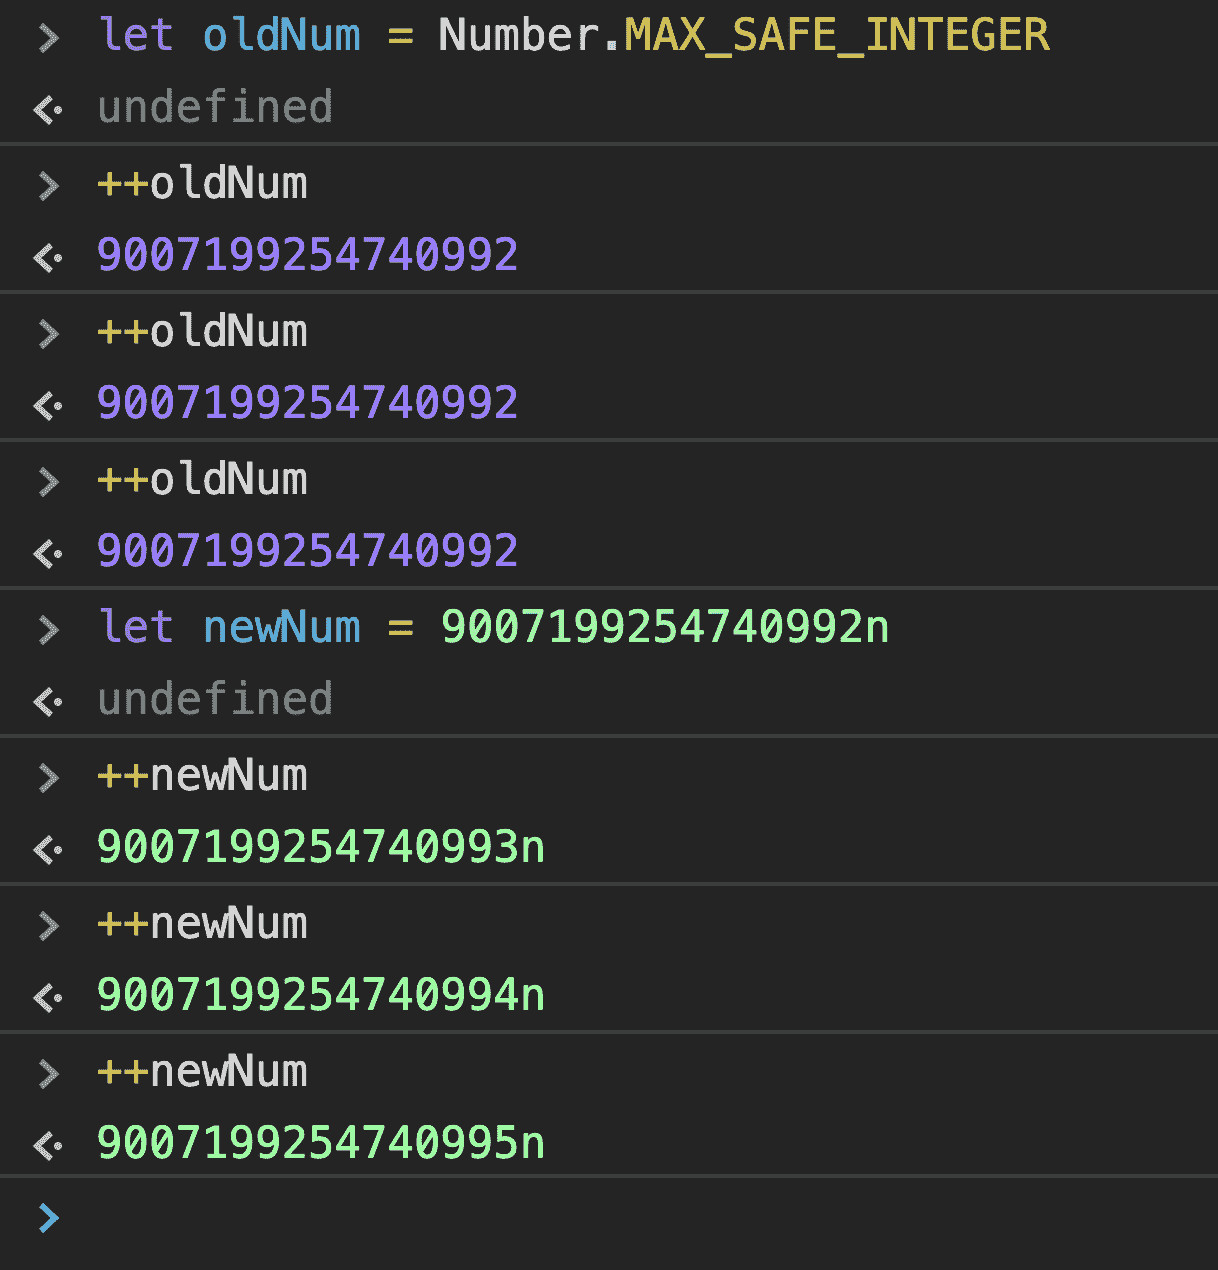 let oldNum = Number.MAX_SAFE_INTEGER
undefined
++oldNum
9007199254740992
++oldNum
9007199254740992
++oldNum
9007199254740992
let newNum = 9007199254740992n
undefined
++newNum
9007199254740993n
++newNum
9007199254740994n
++newNum
9007199254740995n